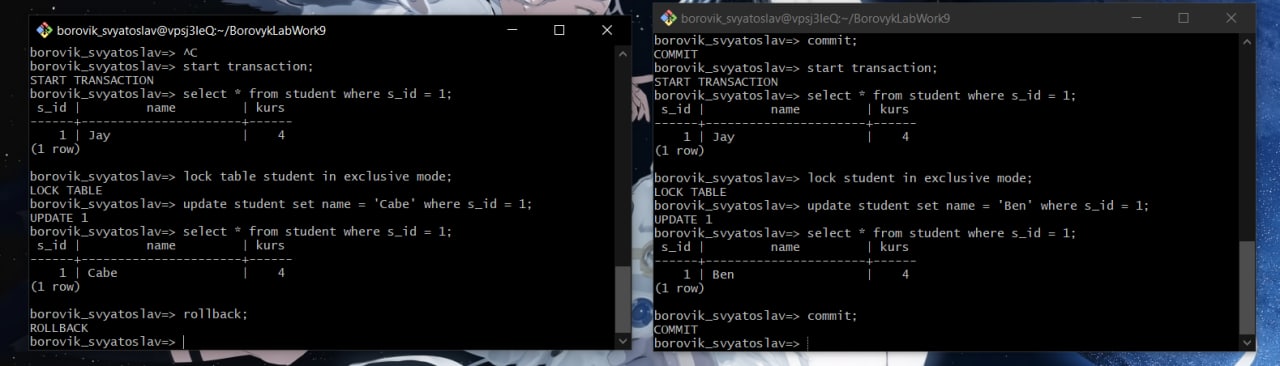 borovik_svyatoslav@vpsj3IeQ:~/BorovykLabWork9
borovik_svyatoslav=> ^C
borovik_svyatoslav=> start transaction;
START TRANSACTION
borovik_svyatoslav=> select * from student where s_id = 1;
 s_id |         name         | kurs
------+----------------------+------
    1 | Jay                  |    4
(1 row)
borovik_svyatoslav=> lock table student in exclusive mode;
LOCK TABLE
borovik_svyatoslav=> update student set name = 'Cabe' where s_id = 1;
UPDATE 1
borovik_svyatoslav=> select * from student where s_id = 1;
 s_id |         name         | kurs
------+----------------------+------
    1 | Cabe                 |    4
(1 row)
borovik_svyatoslav=> rollback;
ROLLBACK
borovik_svyatoslav=>
borovik_svyatoslav@vpsj3IeQ:~/BorovykLabWork9
borovik_svyatoslav=> commit;
COMMIT
borovik_svyatoslav=> start transaction;
START TRANSACTION
borovik_svyatoslav=> select * from student where s_id = 1;
 s_id |         name         | kurs
------+----------------------+------
    1 | Jay                  |    4
(1 row)
borovik_svyatoslav=> lock student in exclusive mode;
LOCK TABLE
borovik_svyatoslav=> update student set name = 'Ben' where s_id = 1;
UPDATE 1
borovik_svyatoslav=> select * from student where s_id = 1;
 s_id |         name         | kurs
------+----------------------+------
    1 | Ben                  |    4
(1 row)
borovik_svyatoslav=> commit;
COMMIT
borovik_svyatoslav=>